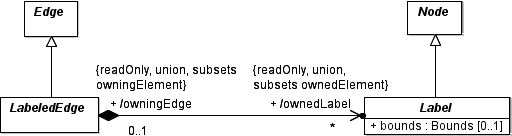 Edge
Node
{readOnly, union, subsets
owningElement}
{readOnly, union,
subsets ownedElement}
LabeledEdge
+ /owningEdge
+ /ownedLabel
Label
0..1
*
+ bounds : Bounds [0..1]